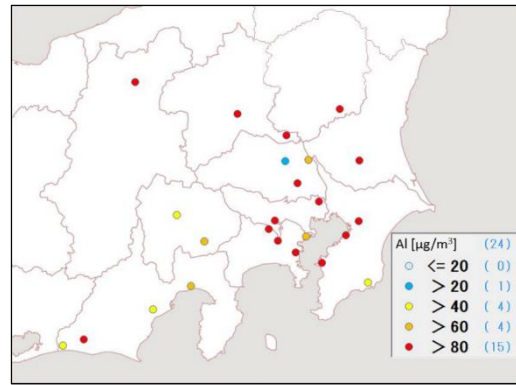 Al [µg/m³] (24)
<= 20 ( 0)
> 20 ( 1)
> 40 ( 4)
> 60 ( 4)
> 80 (15)